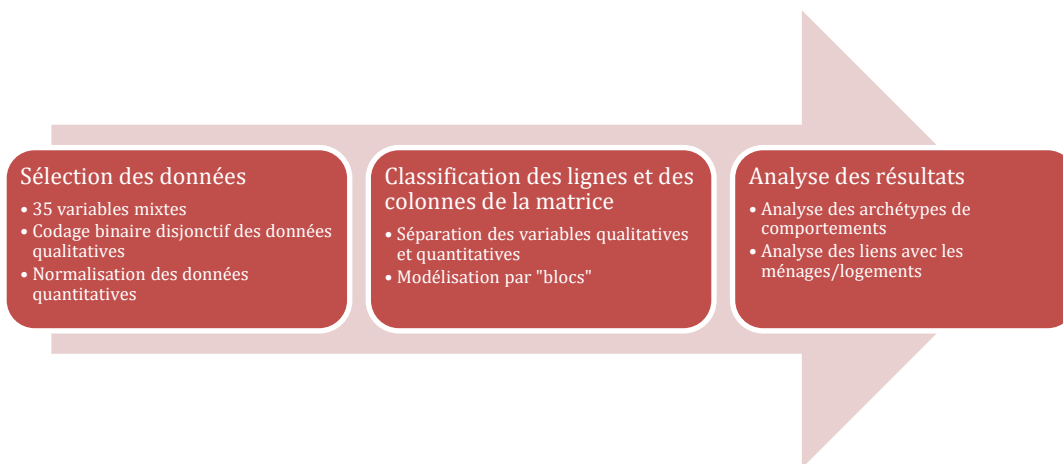 Sélection des données
• 35 variables mixtes
• Codage binaire disjonctif des données
qualitatives
• Normalisation des données
quantitatives
Classification des lignes et des
colonnes de la matrice
• Séparation des variables qualitatives
et quantitatives
• Modélisation par "blocs"
Analyse des résultats
• Analyse des archétypes de
comportements
• Analyse des liens avec les
ménages/logements